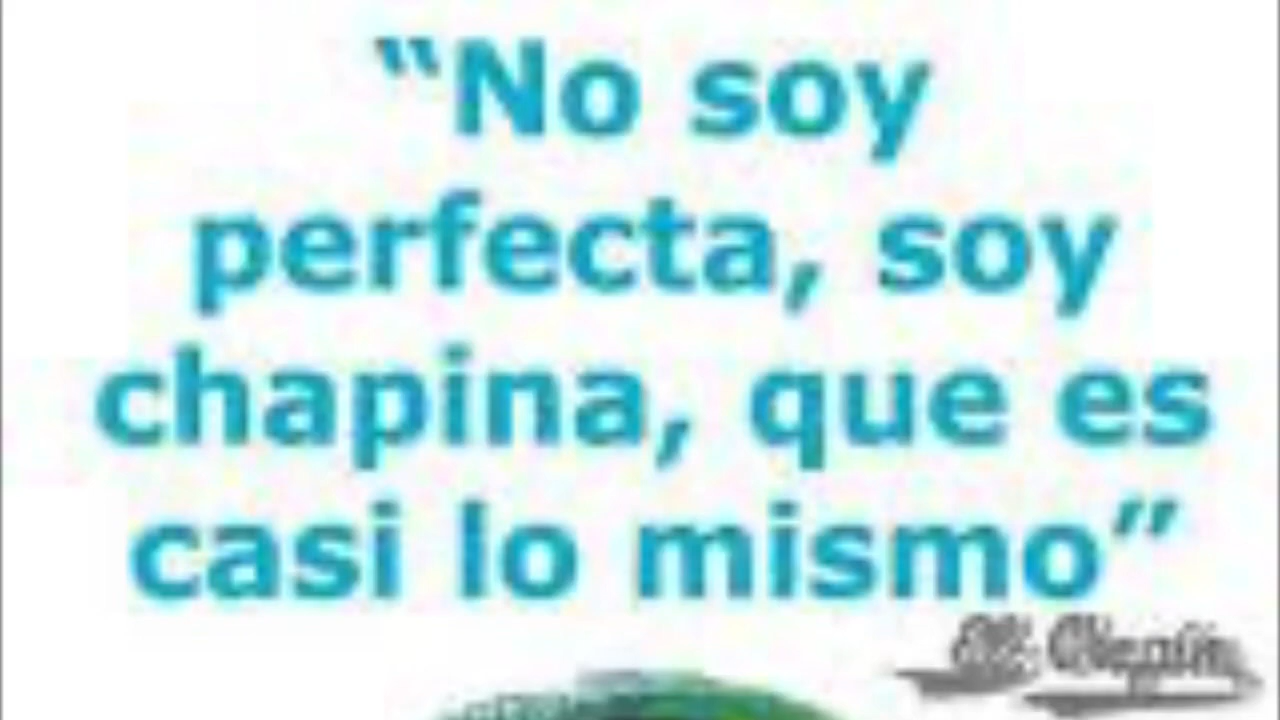 “No soy
perfecta, soy
chapina, que es
casi lo mismo”